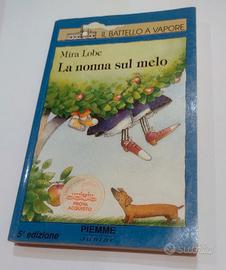 IL BATTELLO A VAPORE
Mira Lobe
La nonna sul melo
PROVA
ACQUISTO
5ª edizione
PIEMME
Junior